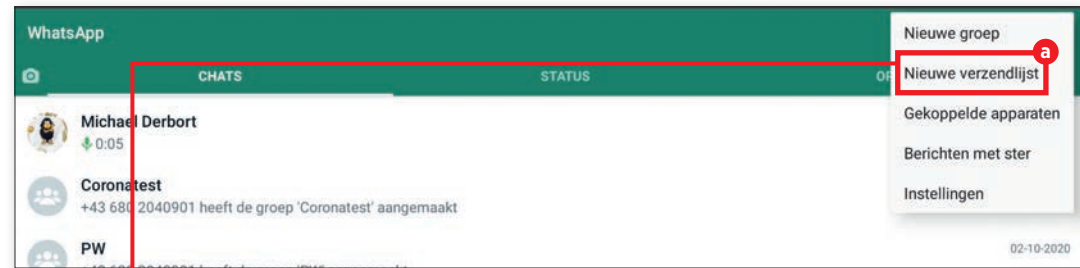 WhatsApp
CHATS
STATUS
Nieuwe groep
a
Nieuwe verzendlijst
Gekoppelde apparaten
Berichten met ster
Instellingen
Michael Derbort
0:05
Coronatest
+43 680 2040901 heeft de groep 'Coronatest' aangemaakt
PW
02-10-2020